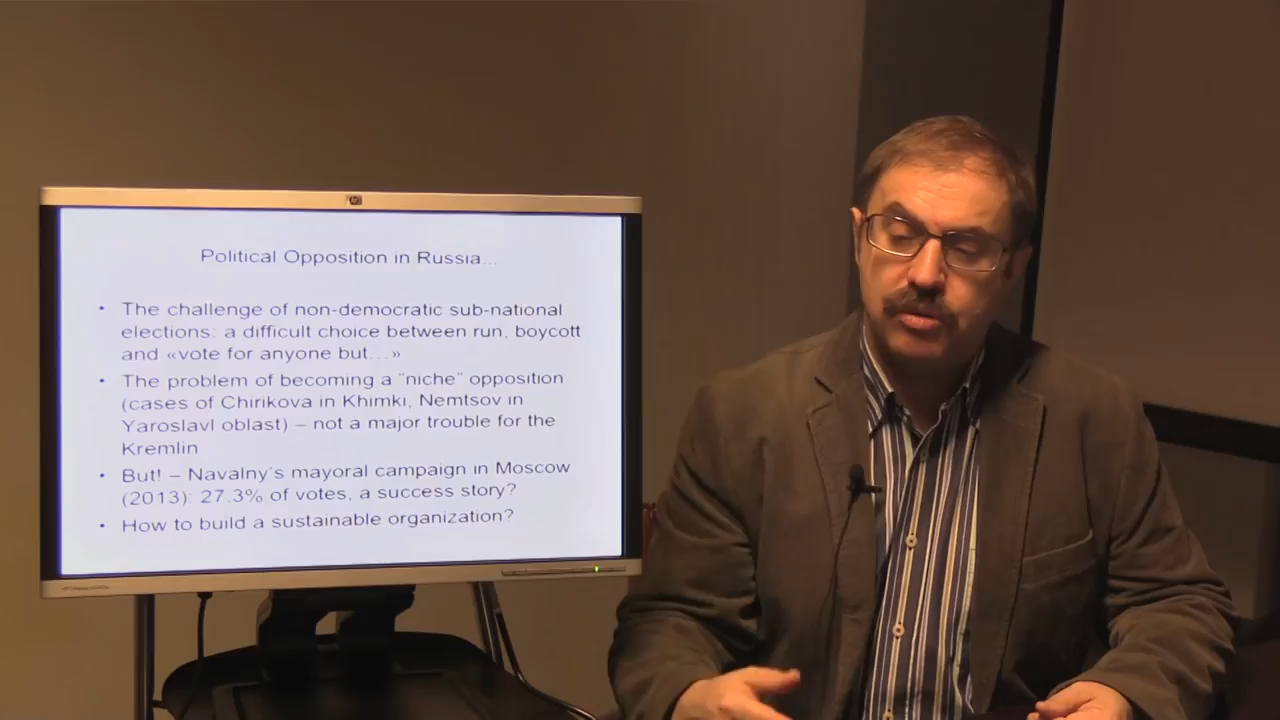 hp
Political Opposition in Russia...
• The challenge of non-democratic sub-national
elections: a difficult choice between run, boycott
and «vote for anyone but...»
• The problem of becoming a "niche" opposition
(cases of Chirikova in Khimki, Nemtsov in
Yaroslavl oblast) – not a major trouble for the
Kremlin
• But! – Navalny's mayoral campaign in Moscow
(2013): 27.3% of votes, a success story?
• How to build a sustainable organization?